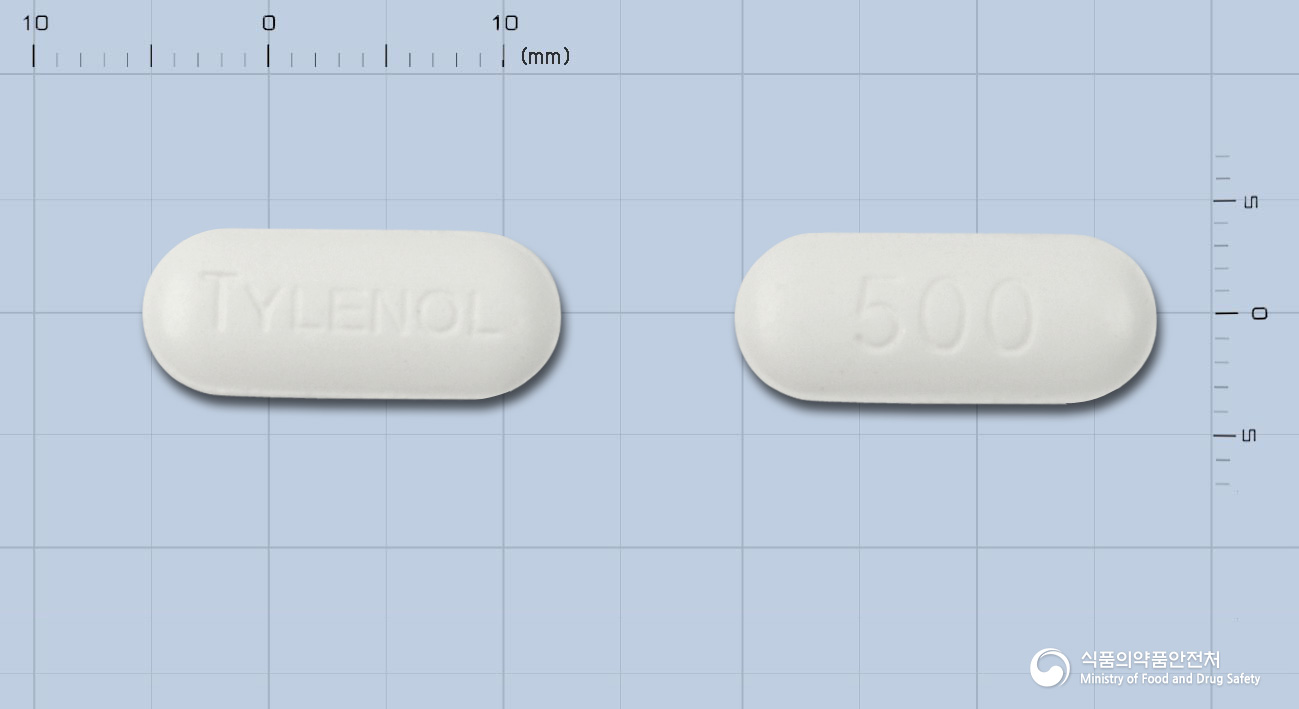 10 0 10
(mm)
TYLENOL
500
5
0
5
식품의약품안전처
Ministry of Food and Drug Safety